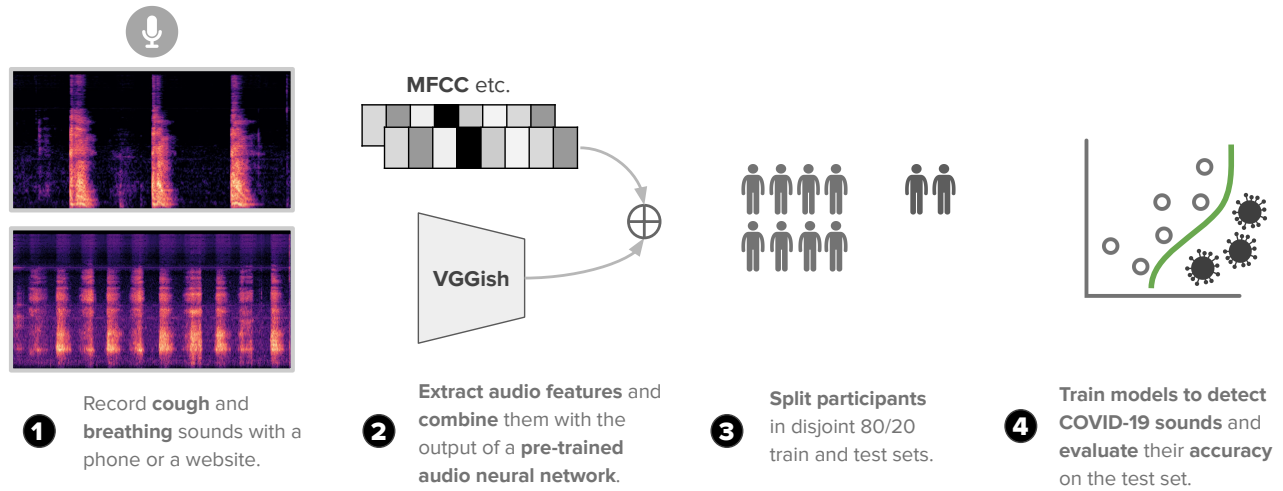 MFCC etc.
VGGish
1
Record cough and
breathing sounds with a
phone or a website.
2
Extract audio features and
combine them with the
output of a pre-trained
audio neural network.
3
Split participants
in disjoint 80/20
train and test sets.
4
Train models to detect
COVID-19 sounds and
evaluate their accuracy
on the test set.